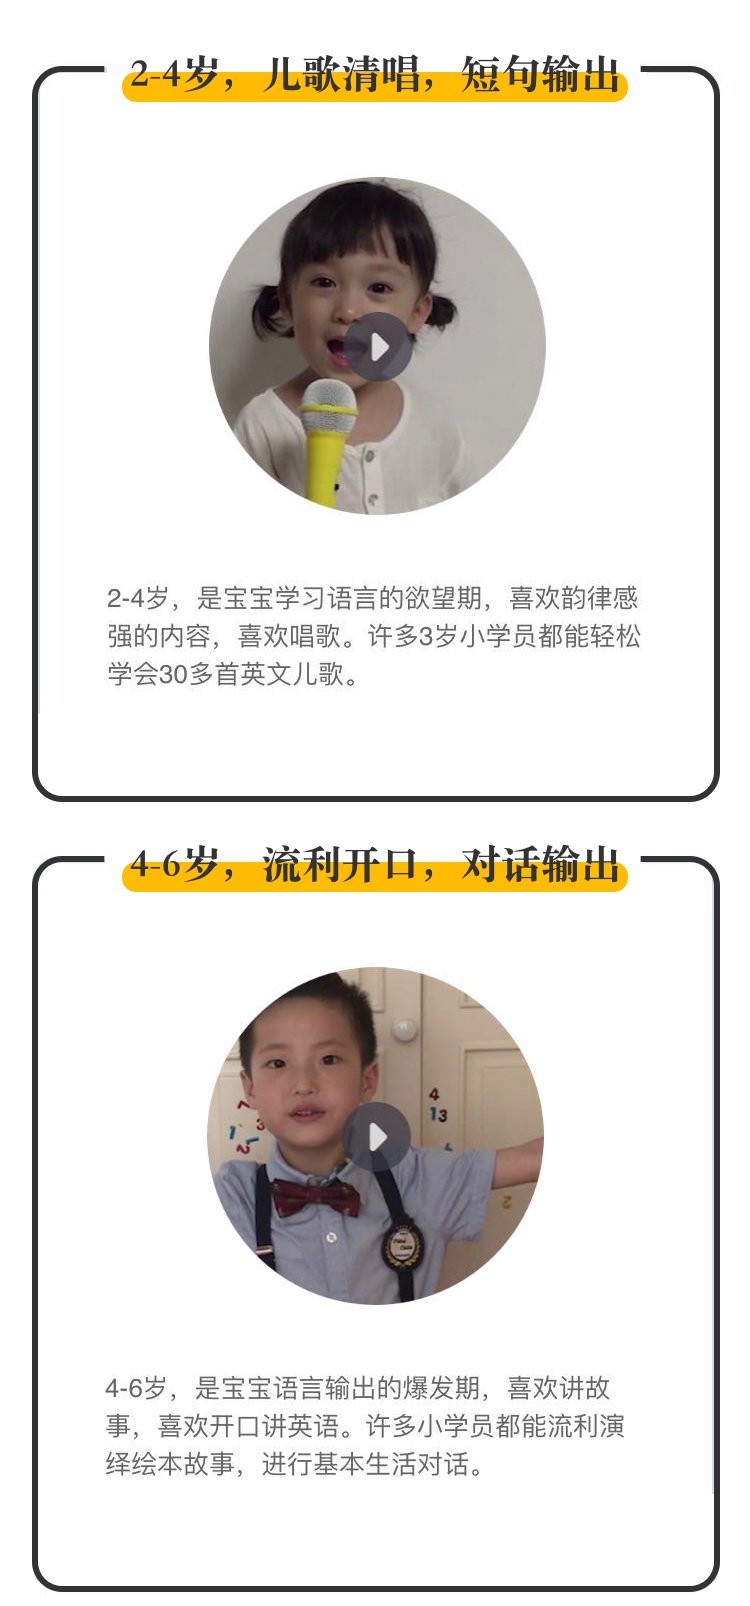 2-4岁，儿歌清唱，短句输出
2-4岁，是宝宝学习语言的欲望期，喜欢韵律感
强的内容，喜欢唱歌。许多3岁小学员都能轻松
学会30多首英文儿歌。
4-6岁，流利开口，对话输出
4
13
4-6岁，是宝宝语言输出的爆发期，喜欢讲故
事，喜欢开口讲英语。许多小学员都能流利演
绎绘本故事，进行基本生活对话。